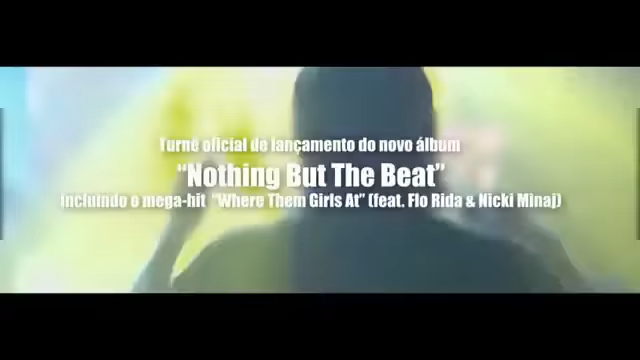 Turnê oficial de lançamento do novo álbum
“Nothing But The Beat”
incluindo o mega-hit “Where Them Girls At” (feat. Flo Rida & Nicki Minaj)